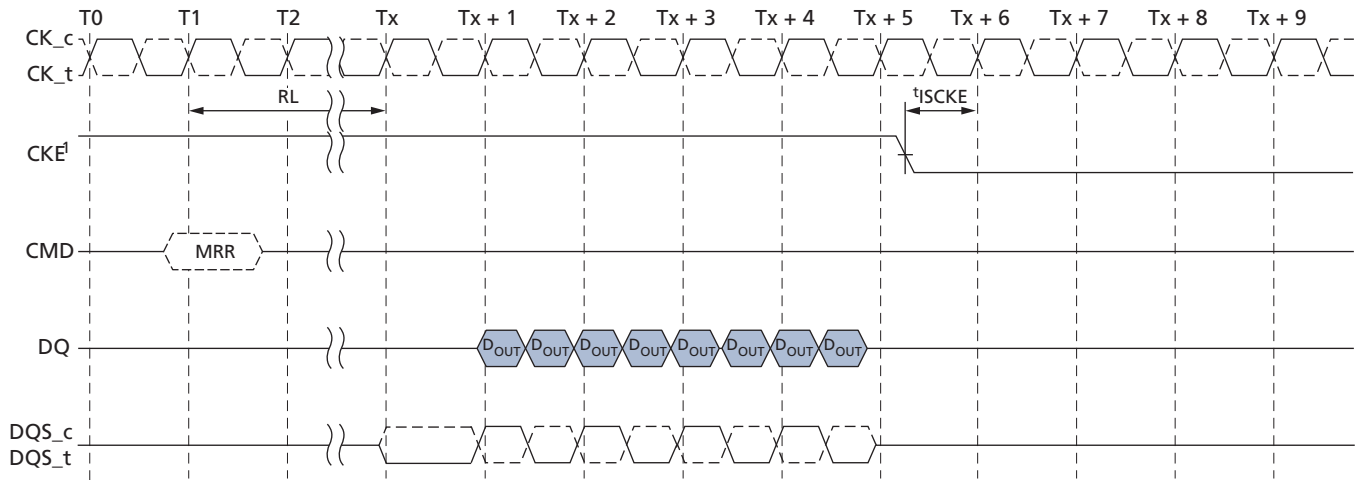 T0 T1 T2 Tx Tx + 1 Tx + 2 Tx + 3 Tx + 4 Tx + 5 Tx + 6 Tx + 7 Tx + 8 Tx + 9
CK_c
CK_t
RL
tISCKE
CKE1
CMD
MRR
DQ
DOUT DOUT DOUT DOUT DOUT DOUT DOUT DOUT
DQS_c
DQS_t